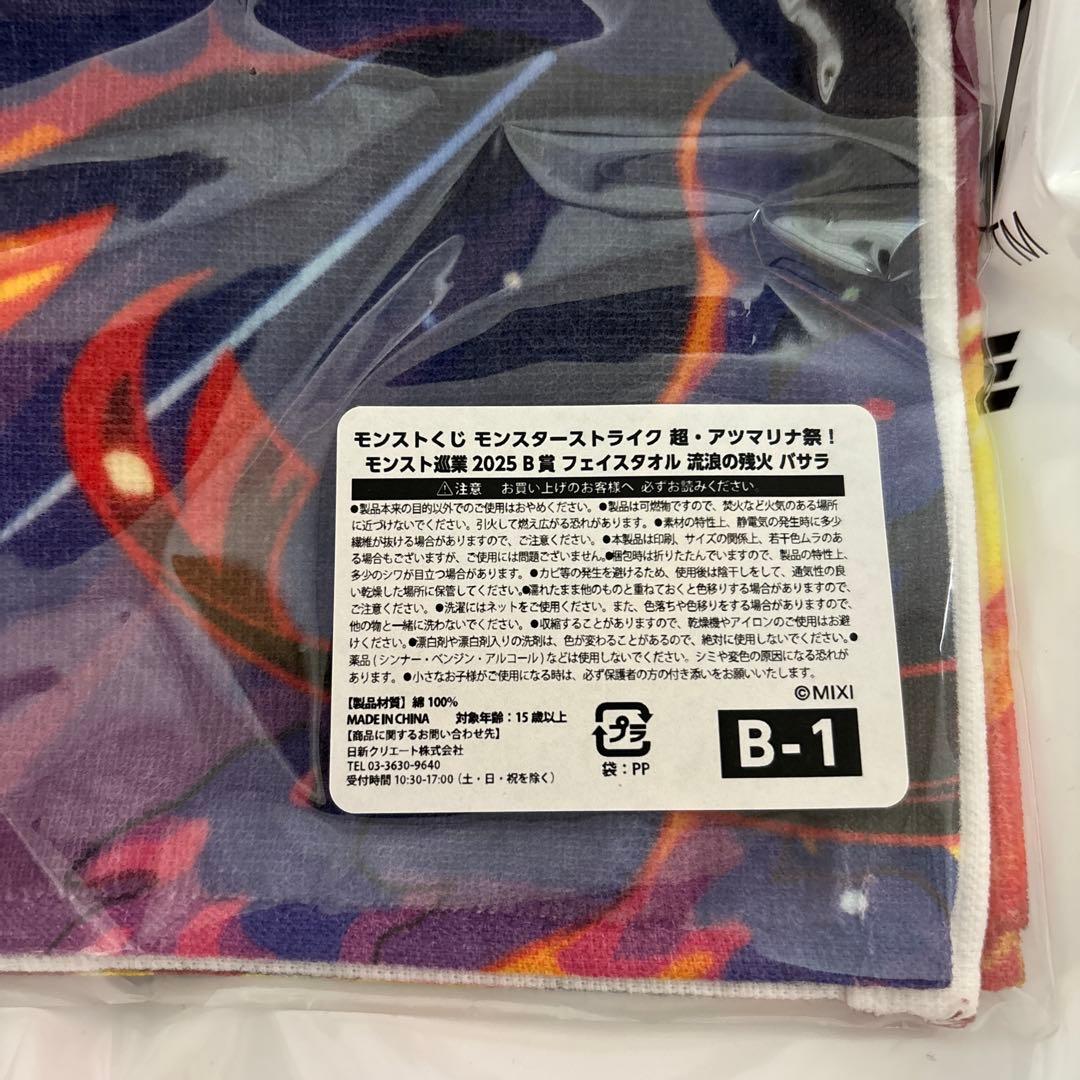 TM
E
モンストくじ モンスターストライク 超・アツマリナ祭！
モンスト巡業 2025 B 賞 フェイスタオル 流浪の残火 バサラ
⚠注意 お買い上げのお客様へ 必ずお読みください。
●製品本来の目的以外でのご使用はおやめください。●製品は可燃物ですので、焚火など火気のある場所
に近づけないでください。引火して燃え広がる恐れがあります。●素材の特性上、静電気の発生時に多少
繊維が抜ける場合がありますので、ご注意ください。●本製品は印刷、サイズの関係上、若干色ムラのあ
る場合もございますが、ご使用には問題ございません。●梱包時は折りたたんでいますので、製品の特性上、
多少のシワが目立つ場合があります。●カビ等の発生を避けるため、使用後は陰干しをして、通気性の良
い乾燥した場所に保管してください。●濡れたまま他のものと重ねておくと色移りする場合がありますので、
ご注意ください。●洗濯にはネットをご使用ください。また、色落ちや色移りをする場合がありますので、
他の物と一緒に洗わないでください。●収縮することがありますので、乾燥機やアイロンのご使用はお避
けください。●漂白剤や漂白剤入りの洗剤は、色が変わることがあるので、絶対に使用しないでください。●
薬品(シンナー・ベンジン・アルコール)などは使用しないでください。シミや変色の原因になる恐れが
あります。●小さなお子様がご使用になる時は、必ず保護者の方の付き添いをお願いいたします。
©MIXI
【製品材質】綿 100%
MADE IN CHINA 対象年齢：15 歳以上
【商品に関するお問い合わせ先】
日新クリエート株式会社
TEL 03-3630-9640
受付時間 10:30-17:00（土・日・祝を除く）
プラ
袋：PP
B-1